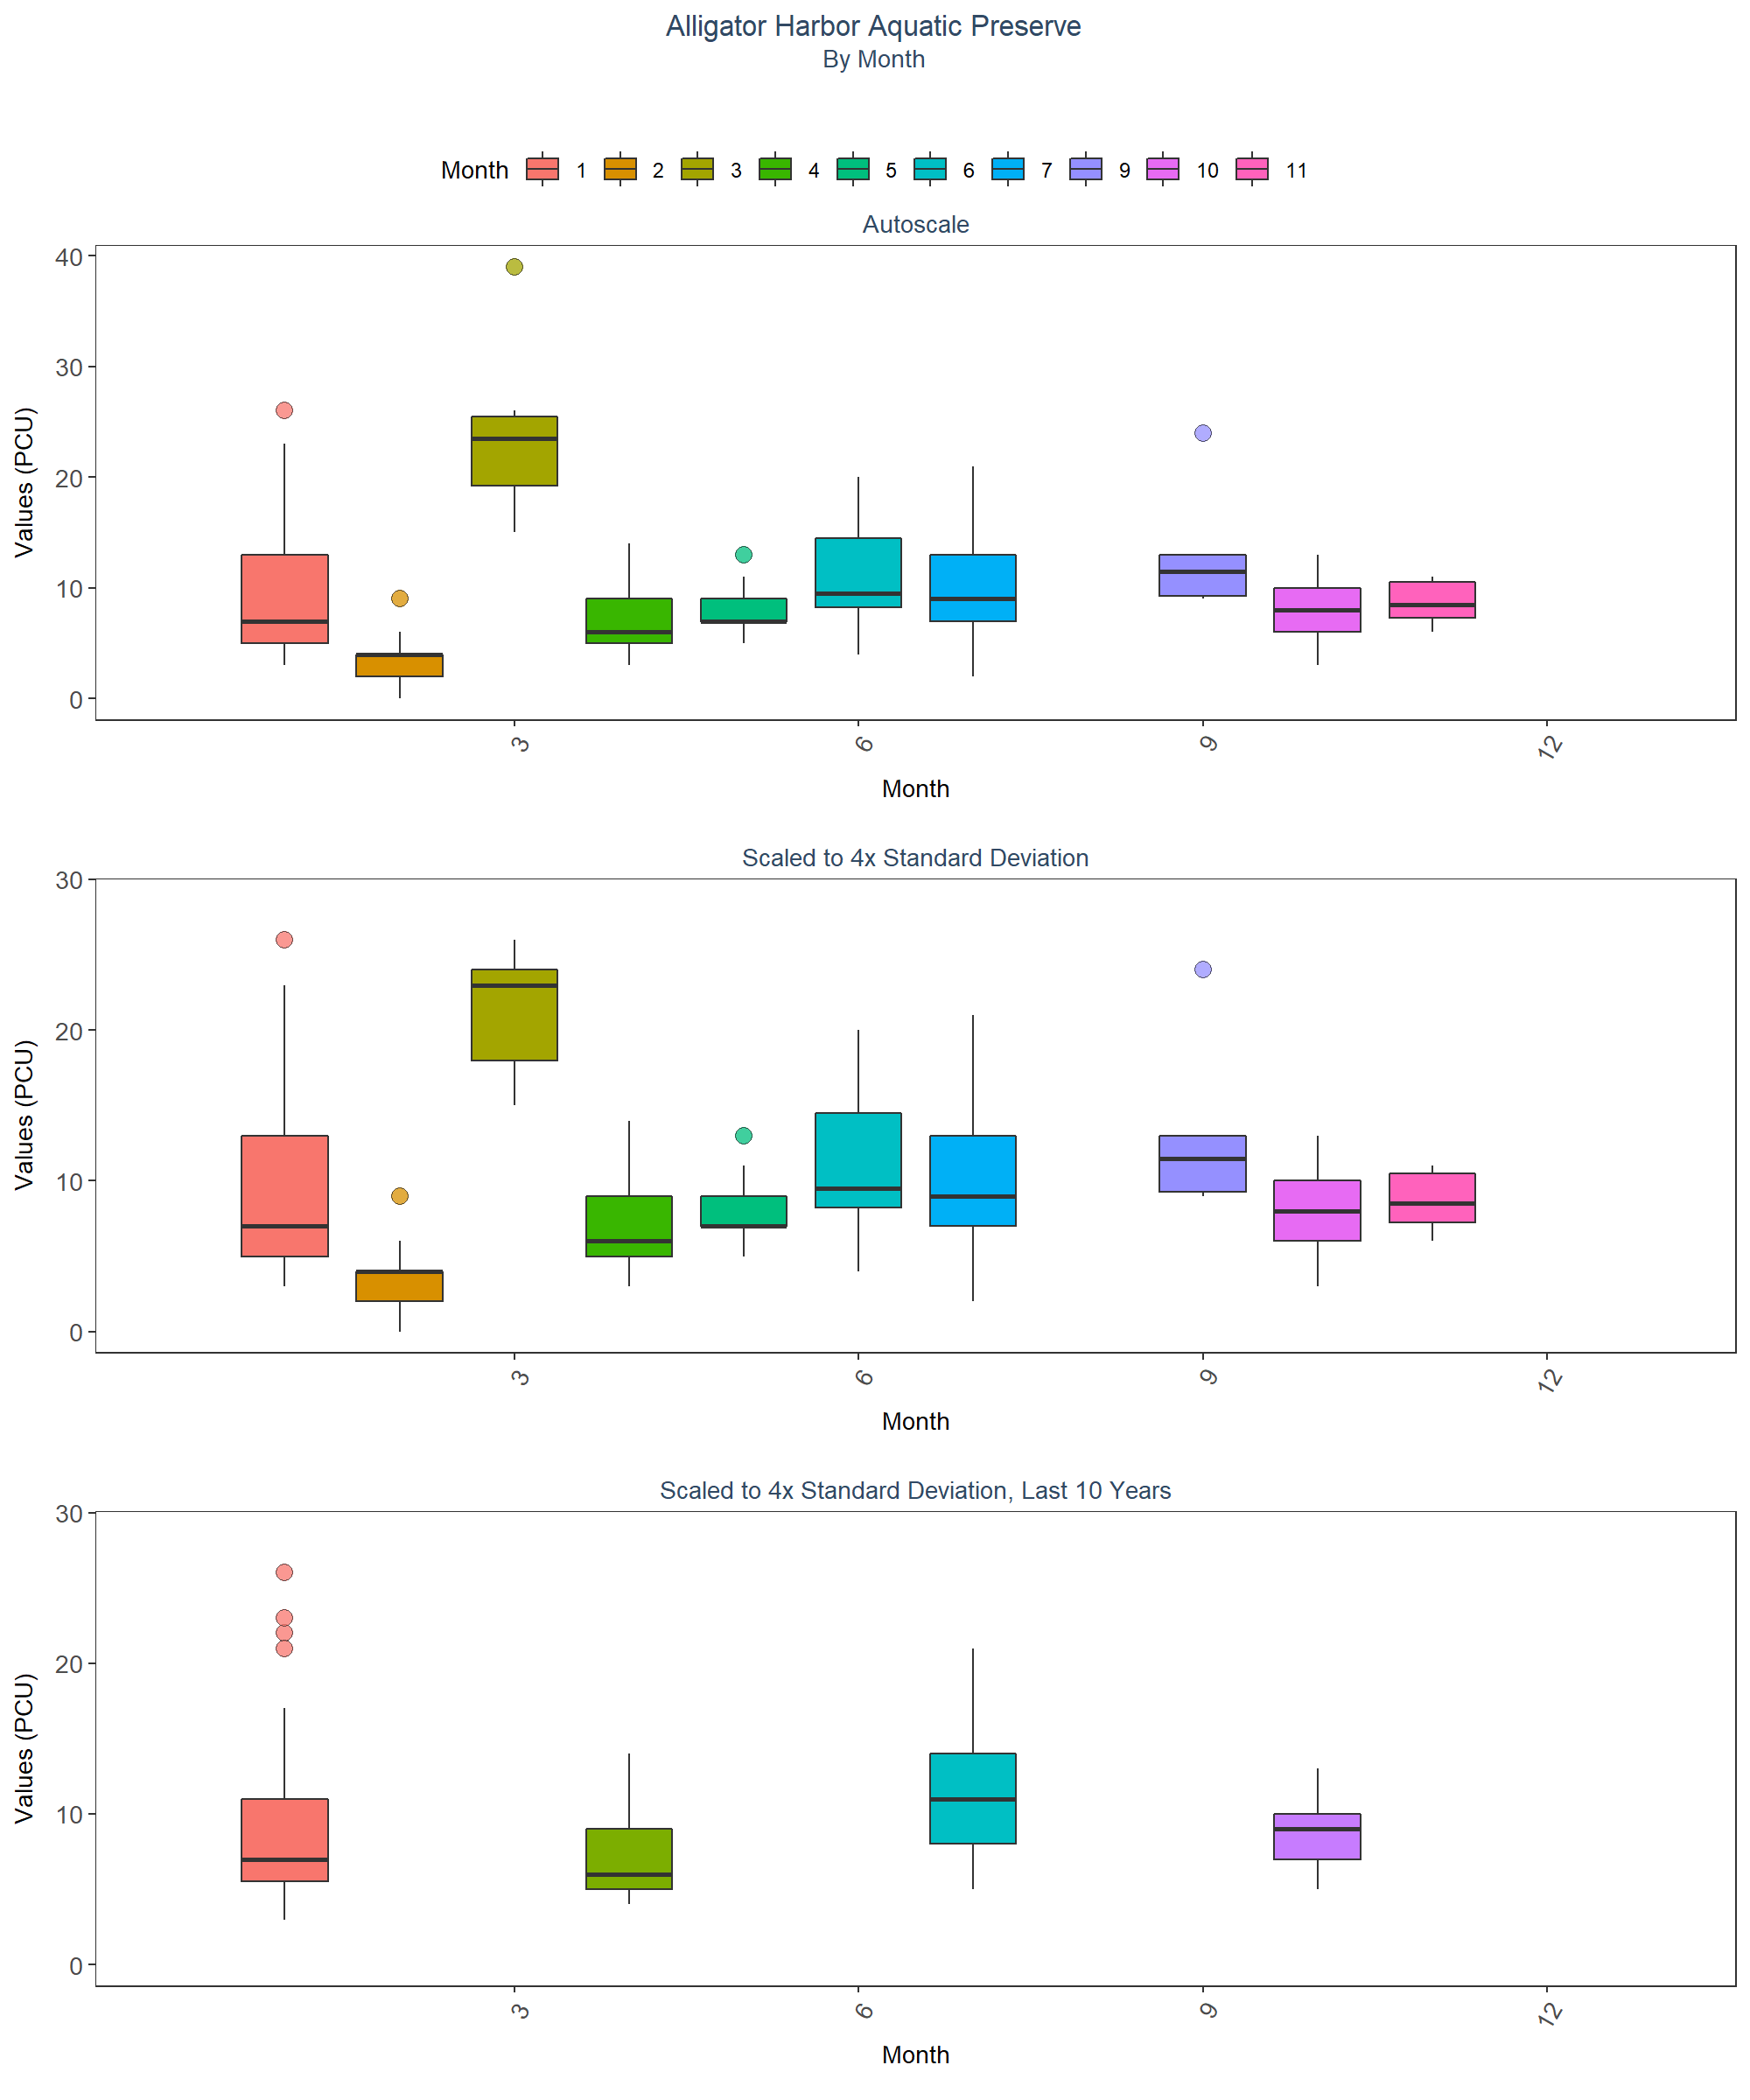 Alligator Harbor Aquatic Preserve
By Month
Month 1 2 3 4 5 6 7 9 10 11
Autoscale
40
30
20
10
0
Values (PCU)
3 6 9 12
Month
Scaled to 4x Standard Deviation
30
20
10
0
Values (PCU)
3 6 9 12
Month
Scaled to 4x Standard Deviation, Last 10 Years
30
20
10
0
Values (PCU)
3 6 9 12
Month